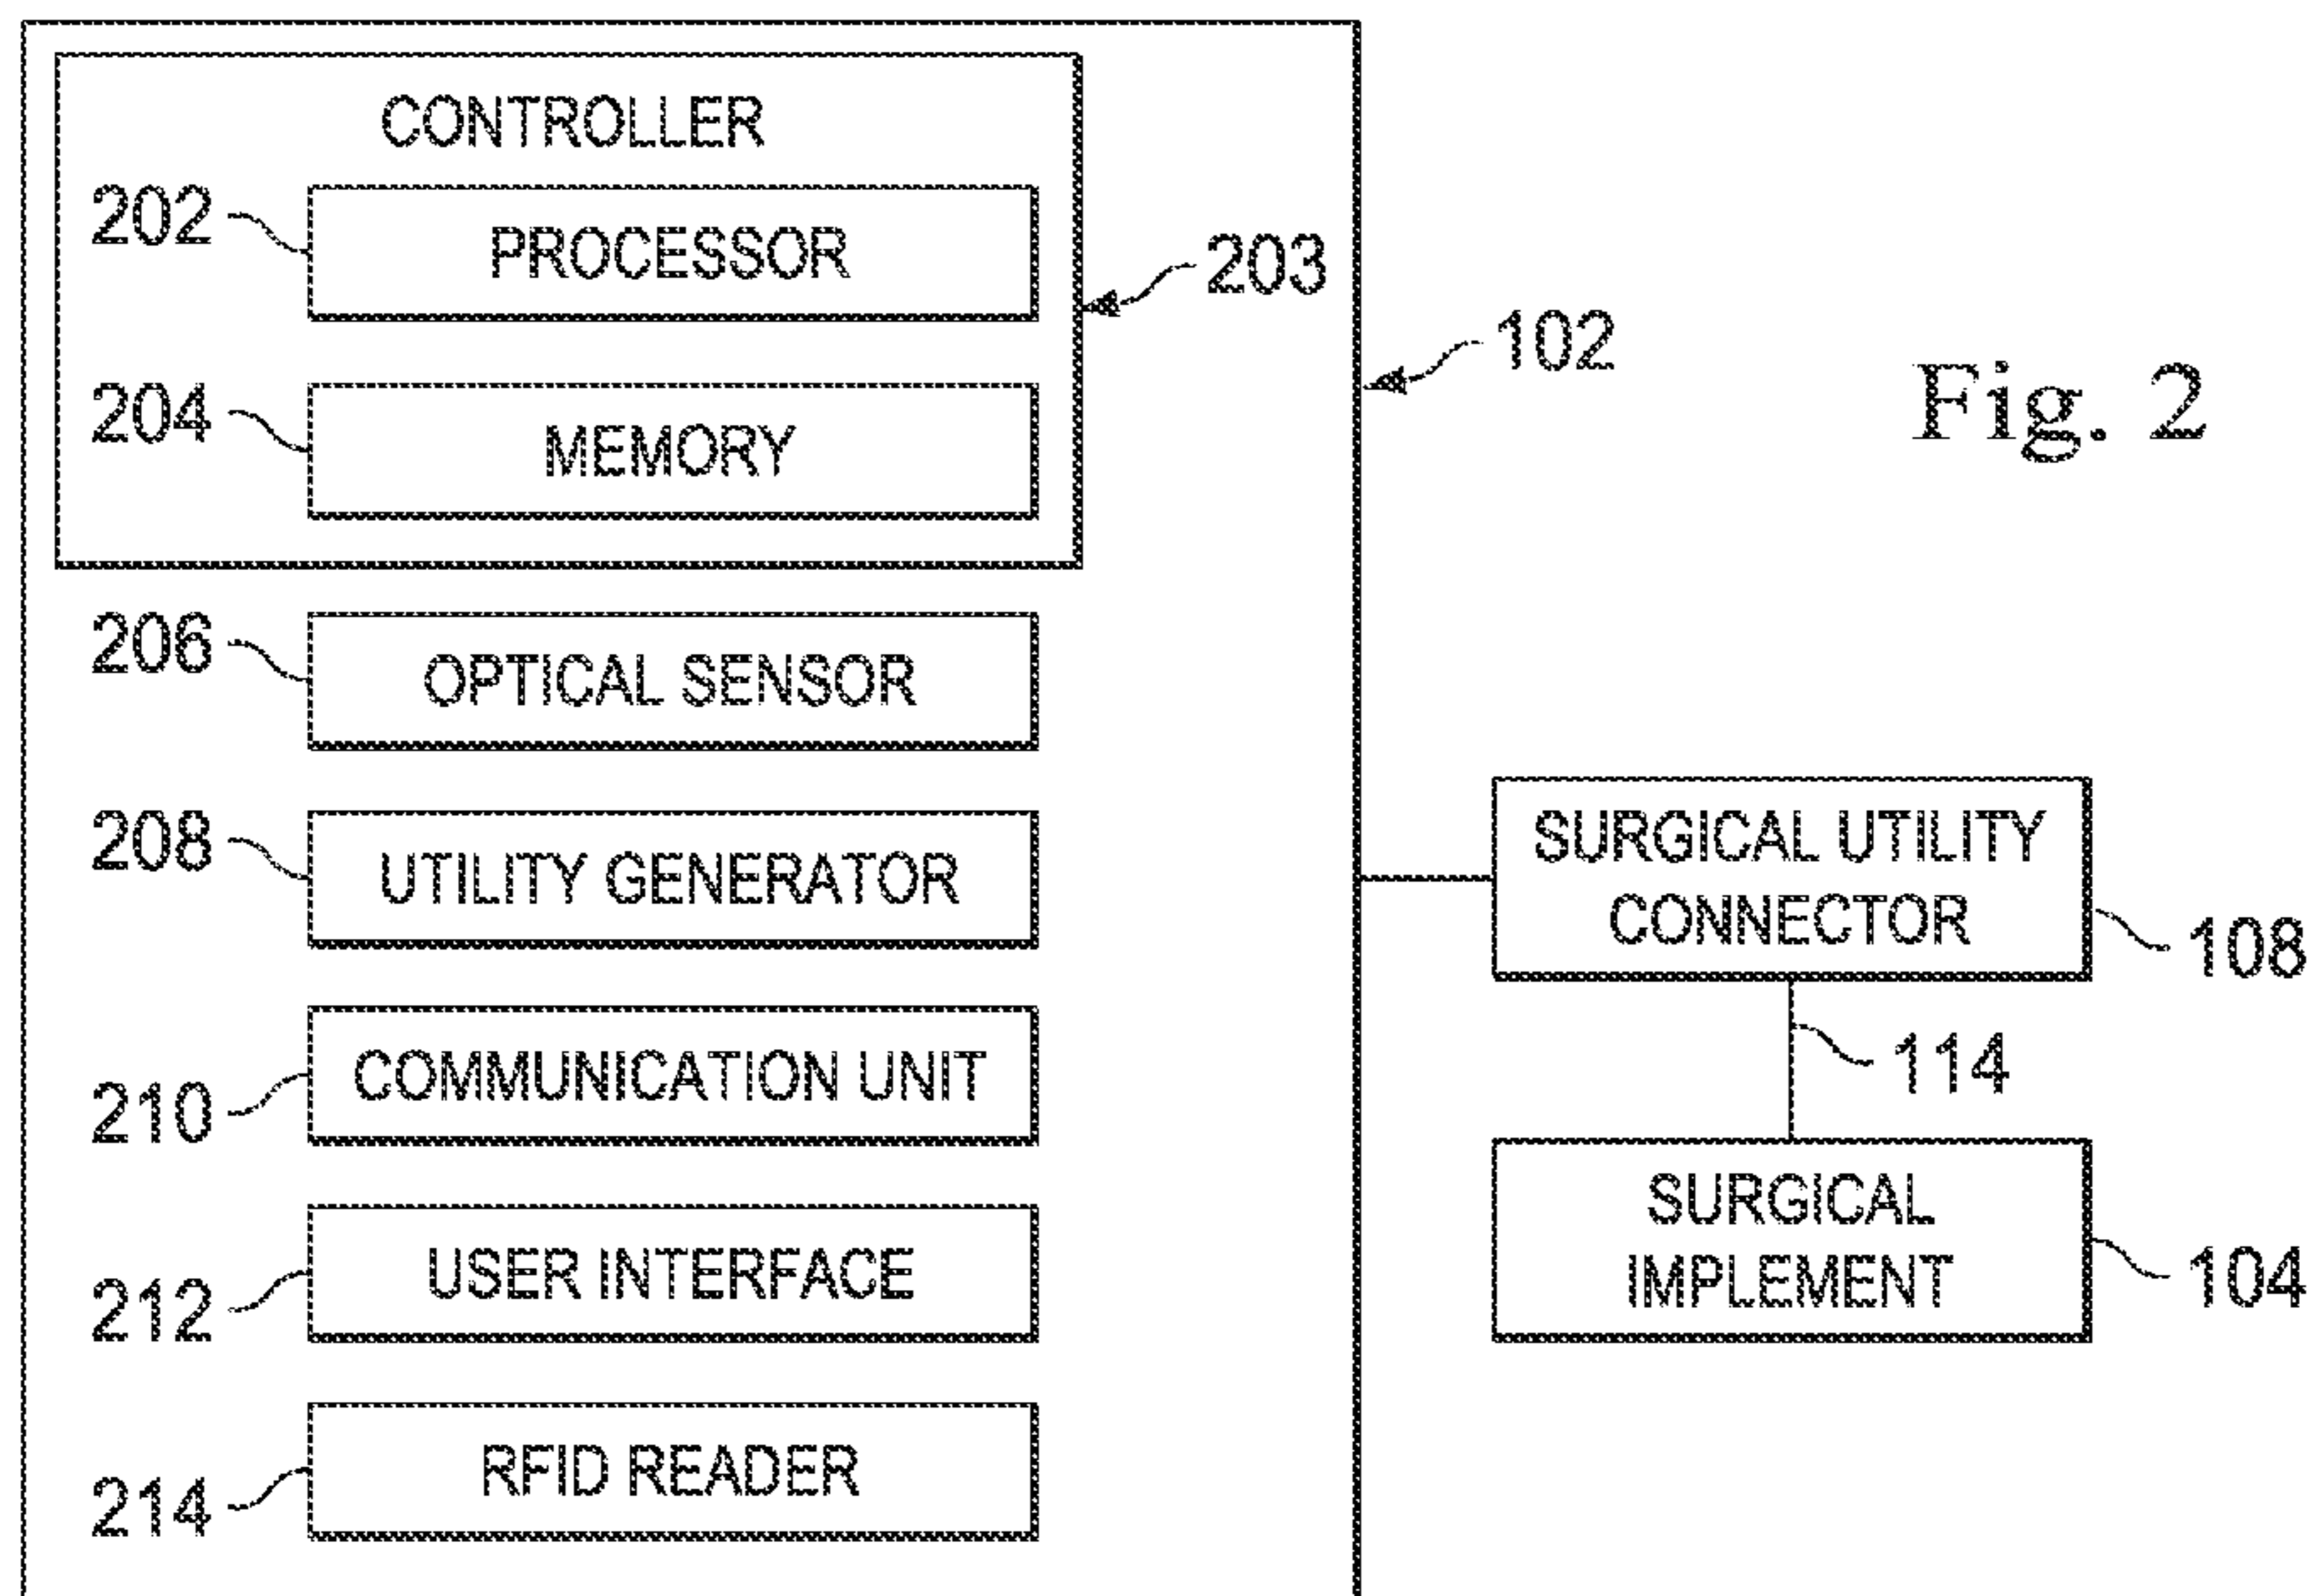 CONTROLLER
202
PROCESSOR
203
204
MEMORY
102
Fig. 2
206
OPTICAL SENSOR
208
UTILITY GENERATOR
SURGICAL UTILITY
CONNECTOR
108
210
COMMUNICATION UNIT
114
212
USER INTERFACE
SURGICAL
IMPLEMENT
104
214
RFID READER